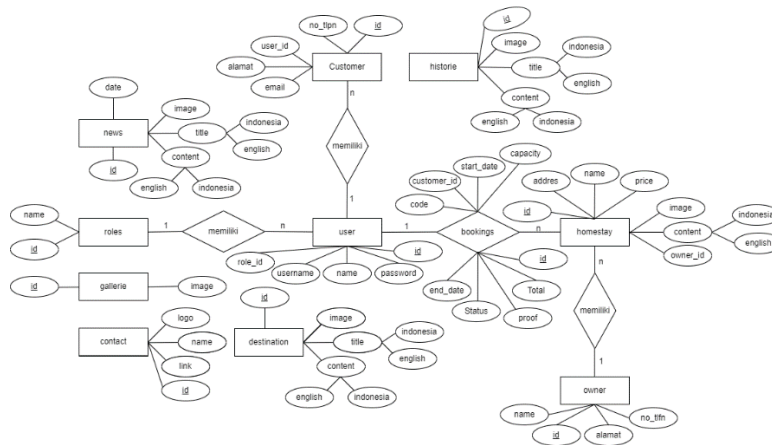 no_tlpn
id
user_id
alamat
email
Customer
id
image
historie
title
indonesia
english
content
english
indonesia
date
image
news
title
indonesia
english
content
id
english
indonesia
n
memiliki
1
capacity
start_date
customer_id
code
addres
name
price
id
image
name
id
roles
1
memiliki
n
user
1
bookings
n
homestay
content
indonesia
english
owner_id
role_id
username
name
password
id
end_date
Status
proof
Total
id
n
memiliki
1
id
gallerie
image
id
destination
image
title
indonesia
english
content
english
indonesia
logo
contact
name
link
id
owner
name
id
alamat
no_tlfn